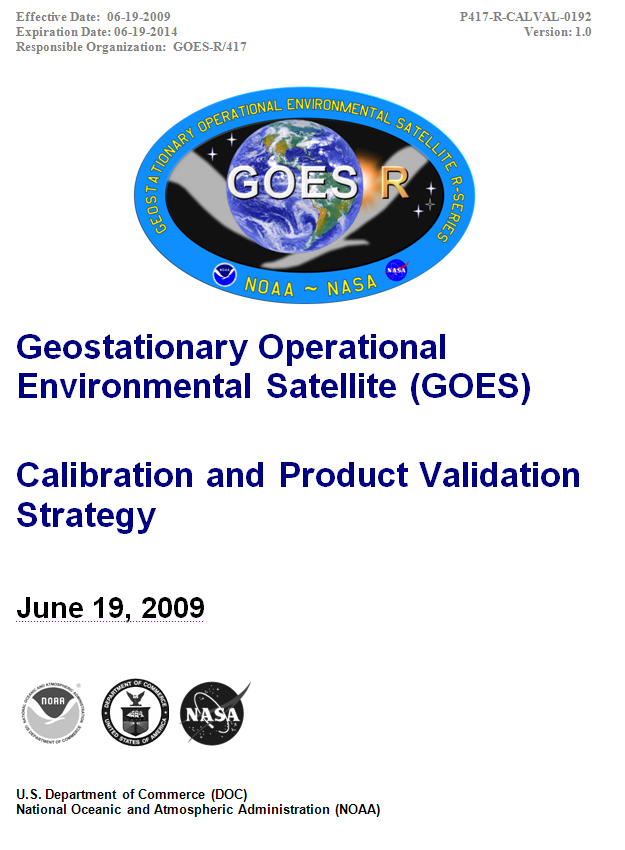 Effective Date: 06-19-2009
Expiration Date: 06-19-2014
Responsible Organization: GOES-R/417
P417-R-CALVAL-0192
Version: 1.0
GEOSTATIONARY OPERATIONAL ENVIRONMENTAL SATELLITE R-SERIES
GOES R
NOAA
NASA
NOAA ~ NASA
Geostationary Operational
Environmental Satellite (GOES)
Calibration and Product Validation
Strategy
June 19, 2009
NATIONAL OCEANIC AND ATMOSPHERIC ADMINISTRATION
NOAA
U.S. DEPARTMENT OF COMMERCE
DEPARTMENT OF COMMERCE
UNITED STATES OF AMERICA
NASA
U.S. Department of Commerce (DOC)
National Oceanic and Atmospheric Administration (NOAA)